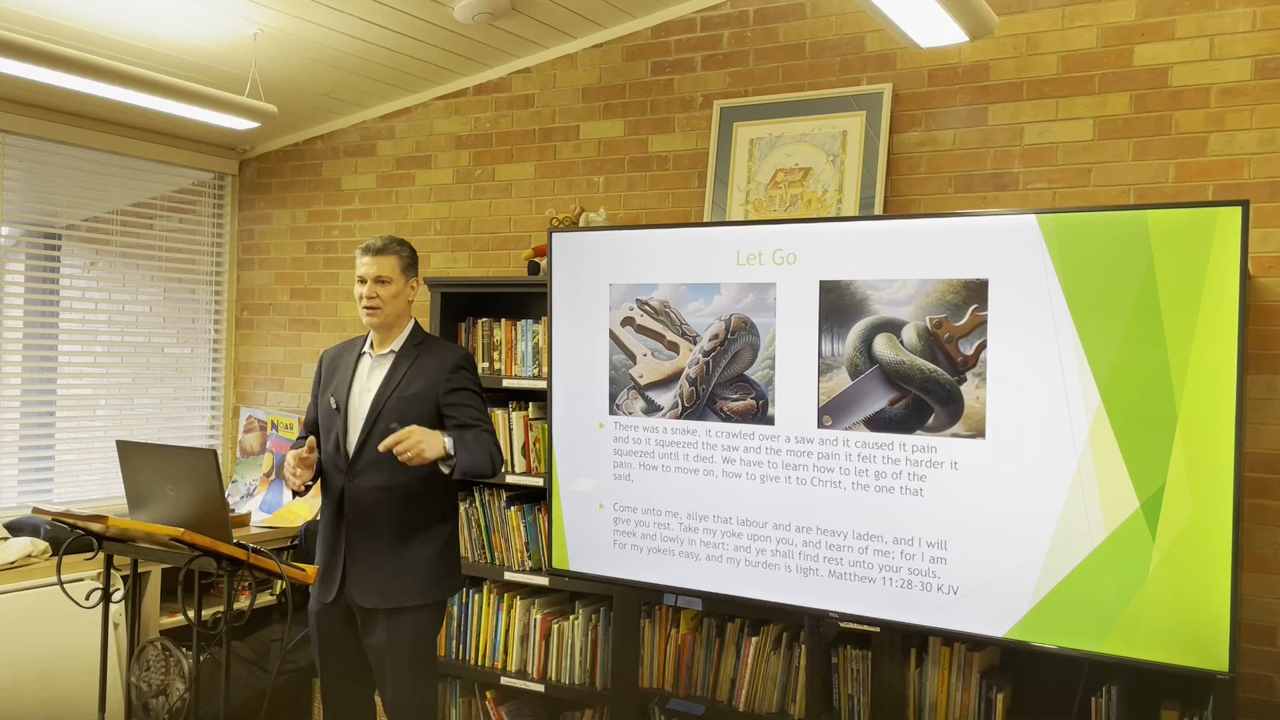 Let Go
There was a snake, it crawled over a saw and it caused it pain
and so it squeezed the saw and the more pain it felt the harder it
squeezed until it died. We have to learn how to let go of the
pain. How to move on, how to give it to Christ, the one that
said,
Come unto me, allye that labour and are heavy laden, and I will
give you rest. Take my yoke upon you, and learn of me; for I am
meek and lowly in heart: and ye shall find rest unto your souls.
For my yokeis easy, and my burden is light. Matthew 11:28-30 KJV
NOAH
TCL